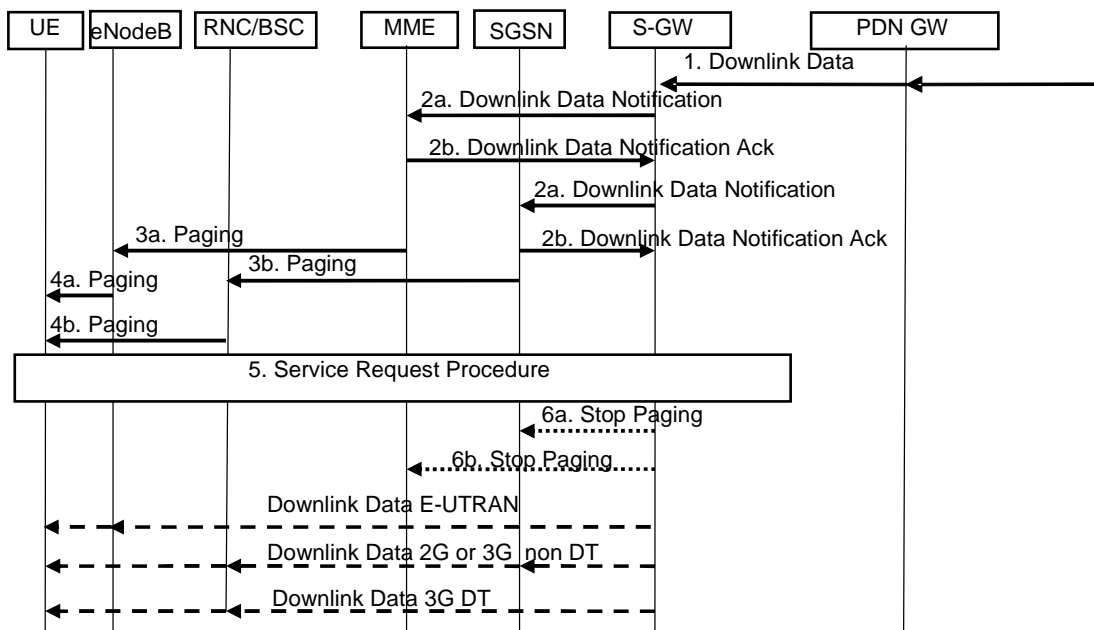 UE
eNodeB
RNC/BSC
MME
SGSN
S-GW
PDN GW
1. Downlink Data
2a. Downlink Data Notification
2b. Downlink Data Notification Ack
2a. Downlink Data Notification
3a. Paging
2b. Downlink Data Notification Ack
3b. Paging
4a. Paging
4b. Paging
5. Service Request Procedure
6a. Stop Paging
6b. Stop Paging
Downlink Data E-UTRAN
Downlink Data 2G or 3G non DT
Downlink Data 3G DT